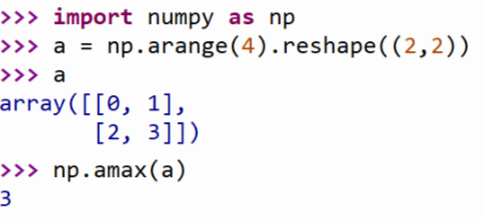 >>> import numpy as np
>>> a = np.arange(4).reshape((2,2))
>>> a
array([[0, 1],
       [2, 3]])
>>> np.amax(a)
3